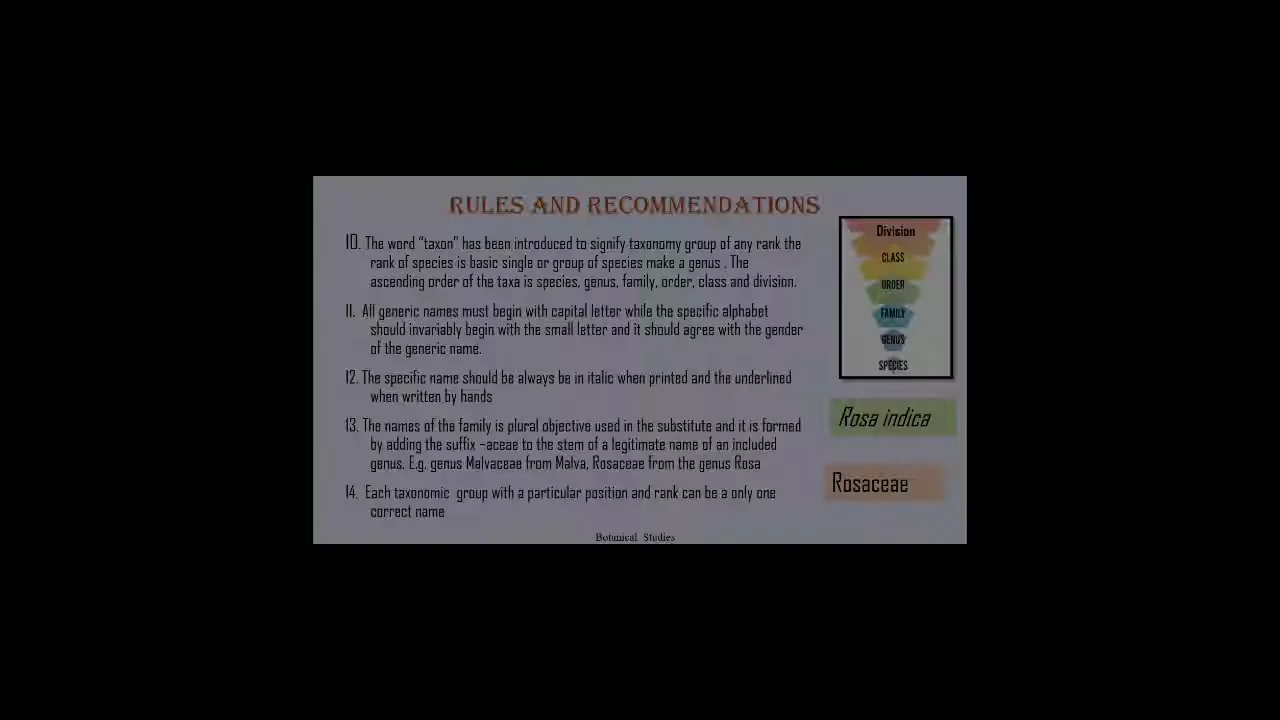 RULES AND RECOMMENDATIONS
10. The word “taxon” has been introduced to signify taxonomy group of any rank the
rank of species is basic single or group of species make a genus . The
ascending order of the taxa is species, genus, family, order, class and division.
11. All generic names must begin with capital letter while the specific alphabet
should invariably begin with the small letter and it should agree with the gender
of the generic name.
12. The specific name should be always be in italic when printed and the underlined
when written by hands
13. The names of the family is plural objective used in the substitute and it is formed
by adding the suffix –aceae to the stem of a legitimate name of an included
genus. E.g. genus Malvaceae from Malva, Rosaceae from the genus Rosa
14. Each taxonomic group with a particular position and rank can be a only one
correct name
Division
CLASS
ORDER
FAMILY
GENUS
SPECIES
Rosa indica
Rosaceae
Botanical Studies